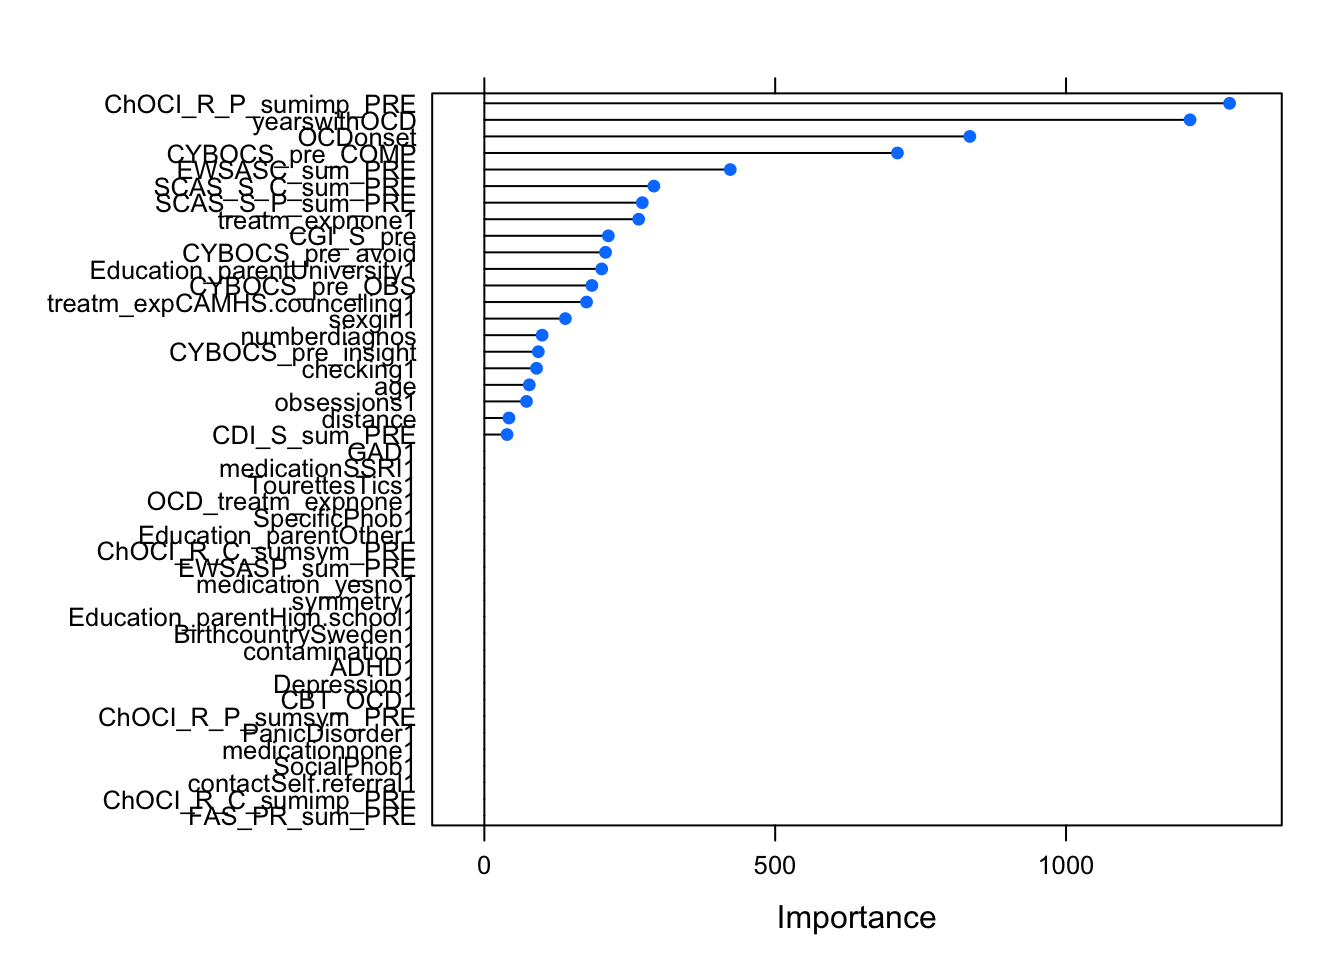 ChOCI_R_P_sumimp_PRE
yearswithOCD
OCDonset
CYBOCS_pre_COMP
EWSASC_sum_PRE
SCAS_S_C_sum_PRE
SCAS_S_P_sum_PRE
treatm_expnone1
CGI_S_pre
CYBOCS_pre_avoid
Education_parentUniversity1
CYBOCS_pre_OBS
treatm_expCAMHS.councelling1
sexgirl1
numberdiagnos
CYBOCS_pre_insight
checking1
age
obsessions1
distance
CDI_S_sum_PRE
GAD1
medicationSSRI1
TourettesTics1
OCD_treatm_expnone1
SpecificPhob1
Education_parentOther1
ChOCI_R_C_sumsym_PRE
EWSASP_sum_PRE
medication_yesno1
symmetry1
Education_parentHigh.school1
BirthcountrySweden1
contamination1
ADHD1
Depression1
CBT_OCD1
ChOCI_R_P_sumsym_PRE
PanicDisorder1
medicationnone1
SocialPhob1
contactSelf.referral1
ChOCI_R_C_sumimp_PRE
FAS_PR_sum_PRE
0 500 1000
Importance